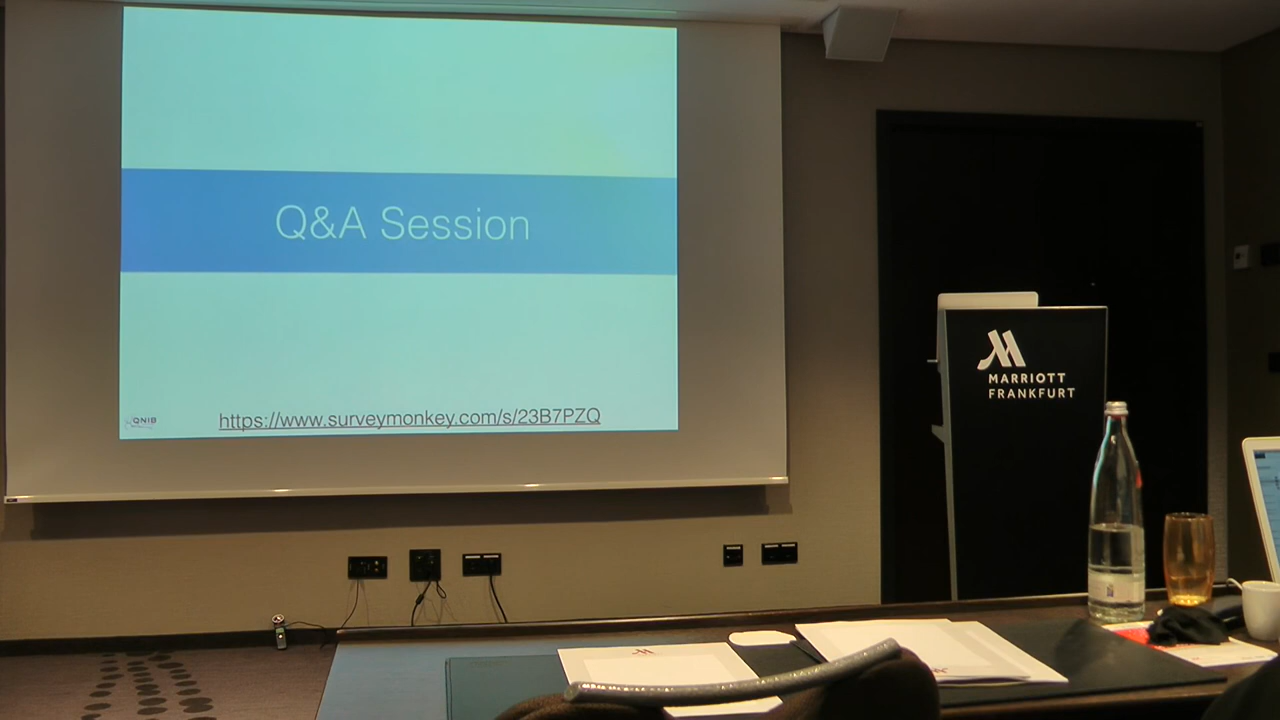 Q&A Session
QNIB
https://www.surveymonkey.com/s/23B7PZQ
MARRIOTT
FRANKFURT